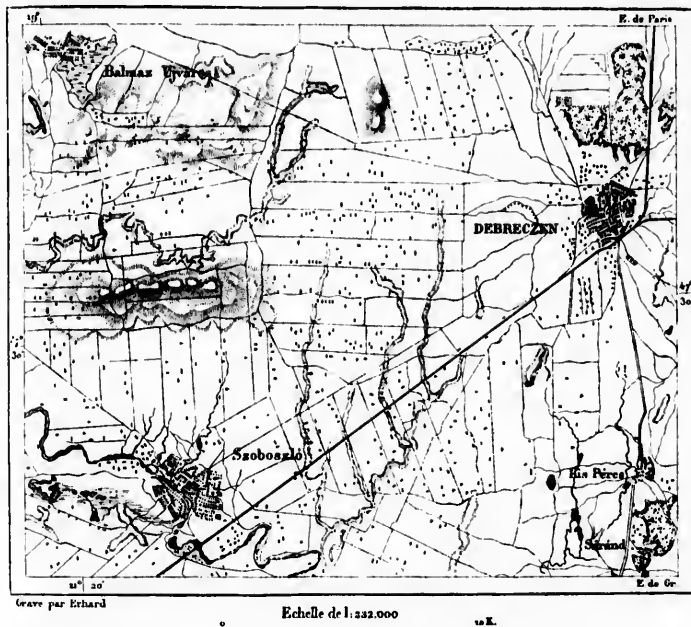 19° E. de Paris
Balmaz Ujváros
DEBRECZEN
47°
30'
30'
Szoboszló
Kis Peres
Sáránd
21° 20' E de Gr.
Gravé par Erhard
Echelle de 1:232.000
0 10 K.